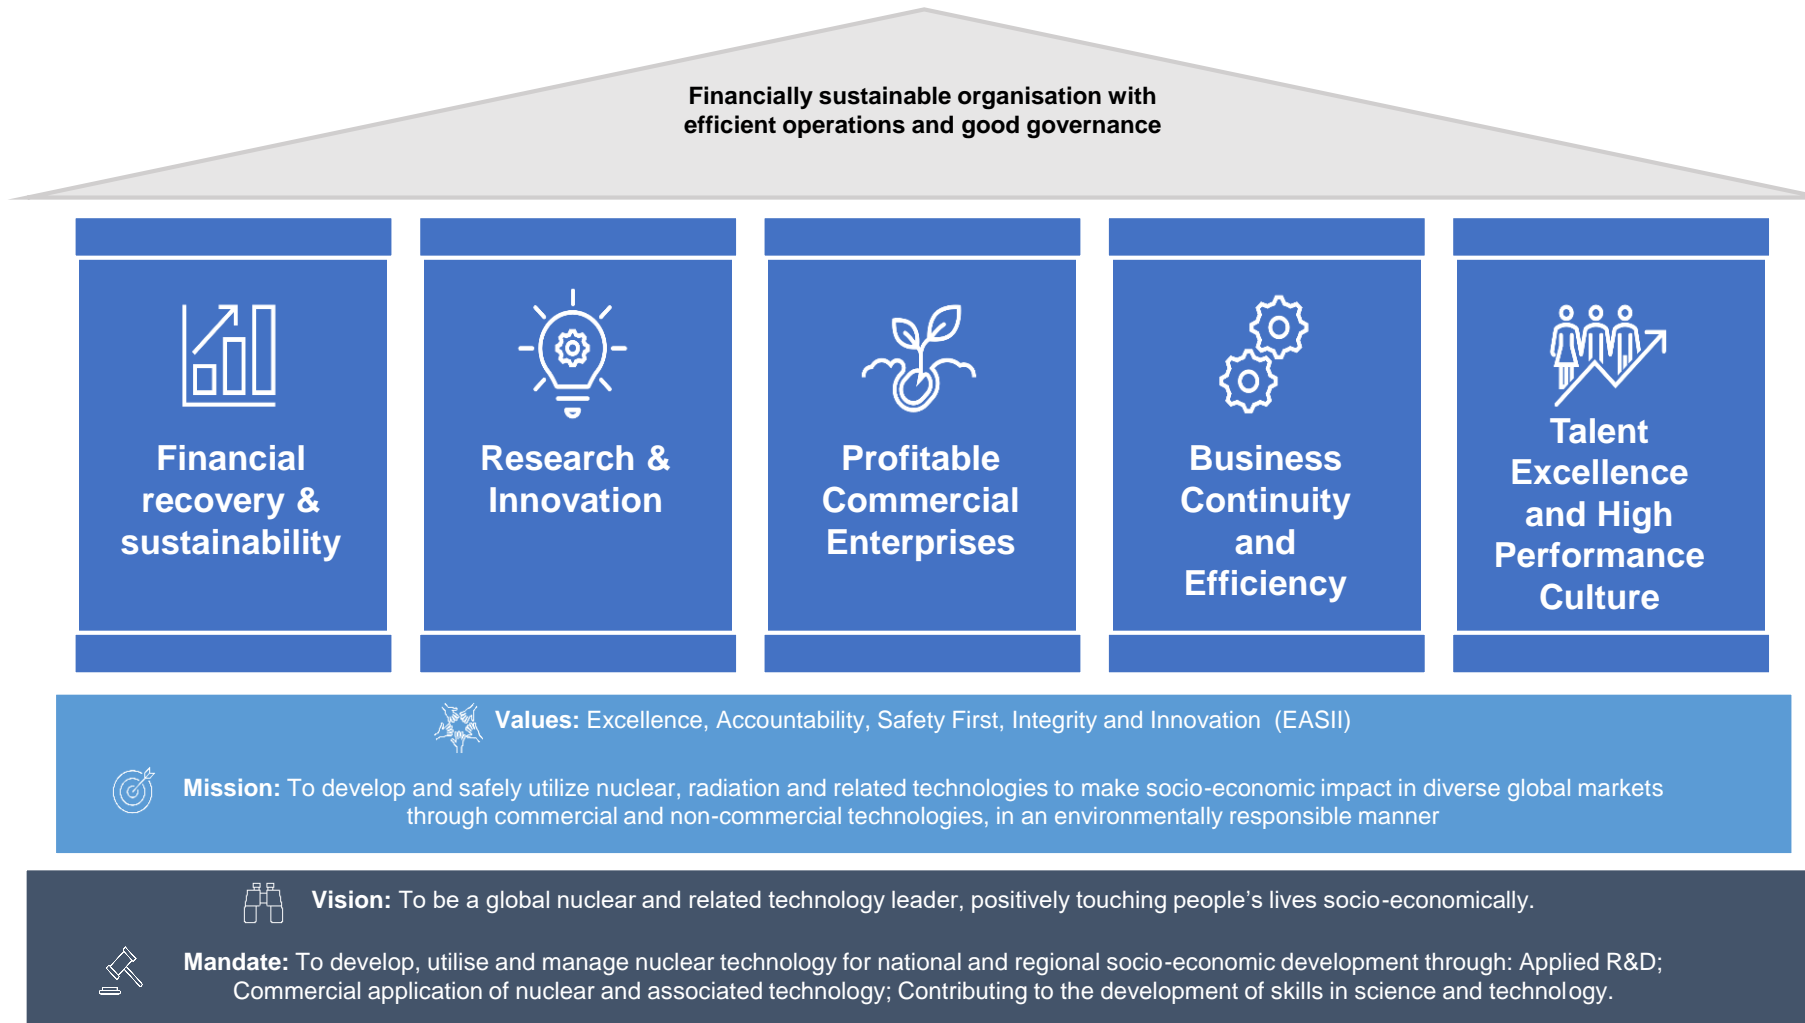 Financially sustainable organisation with
efficient operations and good governance
Financial
recovery &
sustainability
Research &
Innovation
Profitable
Commercial
Enterprises
Business
Continuity
and
Efficiency
Talent
Excellence
and High
Performance
Culture
Values: Excellence, Accountability, Safety First, Integrity and Innovation (EASII)
Mission: To develop and safely utilize nuclear, radiation and related technologies to make socio-economic impact in diverse global markets
through commercial and non-commercial technologies, in an environmentally responsible manner
Vision: To be a global nuclear and related technology leader, positively touching people’s lives socio-economically.
Mandate: To develop, utilise and manage nuclear technology for national and regional socio-economic development through: Applied R&D;
Commercial application of nuclear and associated technology; Contributing to the development of skills in science and technology.